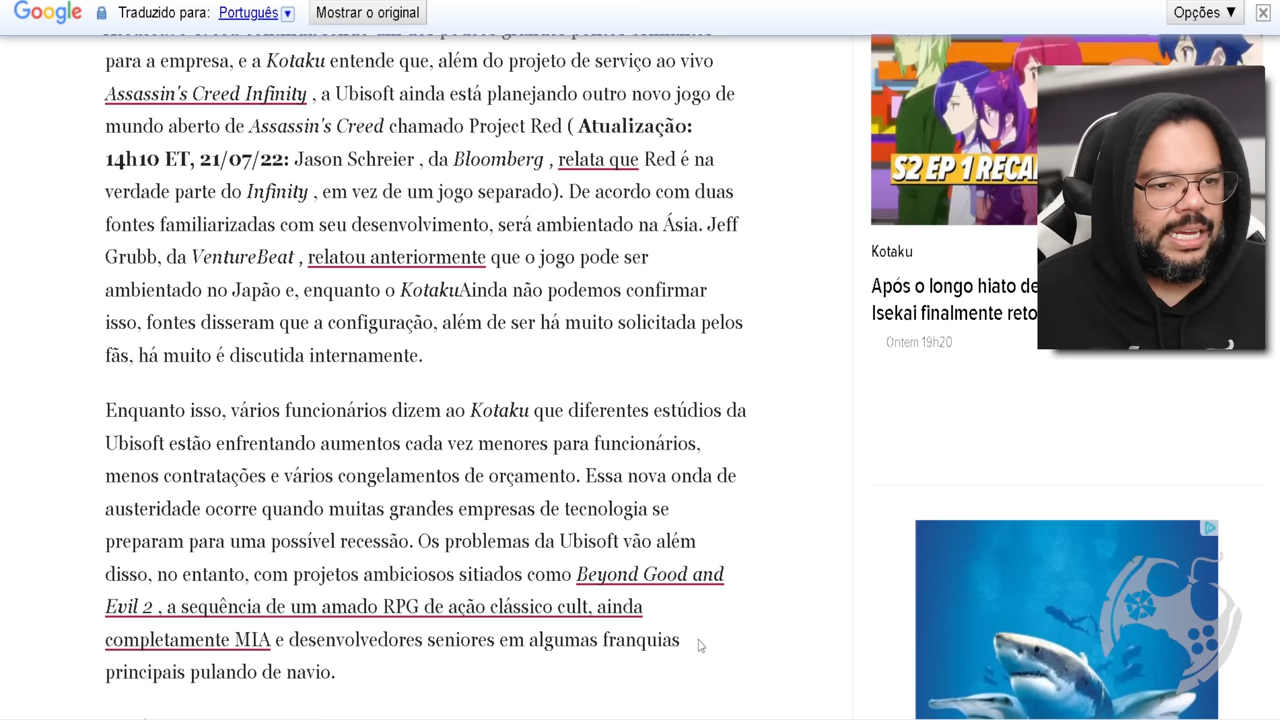 Google Traduzido para: Português Mostrar o original Opções ▼
para a empresa, e a Kotaku entende que, além do projeto de serviço ao vivo
Assassin's Creed Infinity , a Ubisoft ainda está planejando outro novo jogo de
mundo aberto de Assassin's Creed chamado Project Red ( Atualização:
14h10 ET, 21/07/22: Jason Schreier , da Bloomberg , relata que Red é na
verdade parte do Infinity , em vez de um jogo separado). De acordo com duas
fontes familiarizadas com seu desenvolvimento, será ambientado na Ásia. Jeff
Grubb, da VentureBeat , relatou anteriormente que o jogo pode ser
ambientado no Japão e, enquanto o KotakuAinda não podemos confirmar
isso, fontes disseram que a configuração, além de ser há muito solicitada pelos
fãs, há muito é discutida internamente.
Enquanto isso, vários funcionários dizem ao Kotaku que diferentes estúdios da
Ubisoft estão enfrentando aumentos cada vez menores para funcionários,
menos contratações e vários congelamentos de orçamento. Essa nova onda de
austeridade ocorre quando muitas grandes empresas de tecnologia se
preparam para uma possível recessão. Os problemas da Ubisoft vão além
disso, no entanto, com projetos ambiciosos sitiados como Beyond Good and
Evil 2 , a sequência de um amado RPG de ação clássico cult, ainda
completamente MIA e desenvolvedores seniores em algumas franquias
principais pulando de navio.
S2 EP 1 RECA
Kotaku
Após o longo hiato de
Isekai finalmente reto
Ontem 19h20